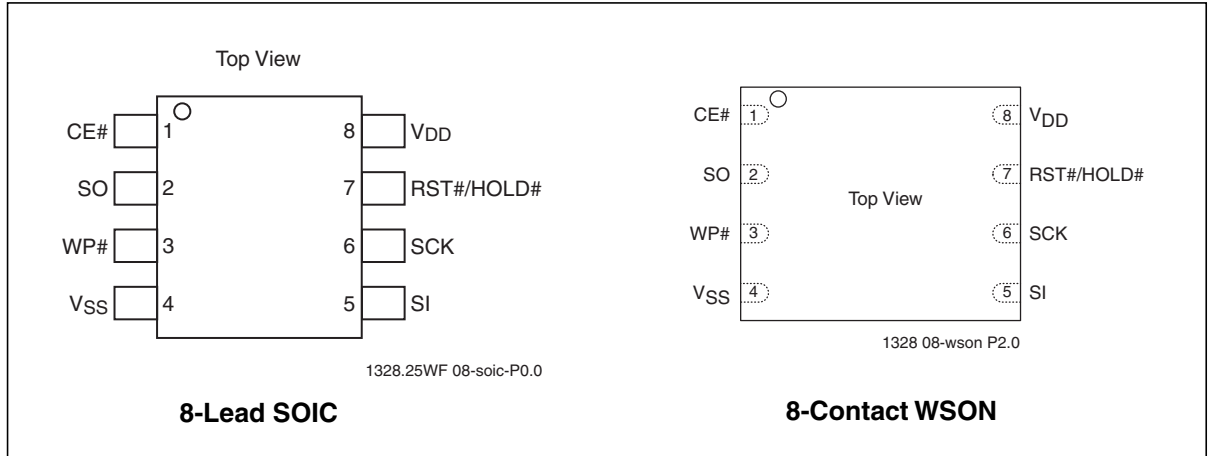 Top View
CE# 1 8 VDD
SO 2 7 RST#/HOLD#
WP# 3 6 SCK
VSS 4 5 SI
1328.25WF 08-soic-P0.0
8-Lead SOIC
CE# 1 8 VDD
SO 2 7 RST#/HOLD#
Top View
WP# 3 6 SCK
VSS 4 5 SI
1328 08-wson P2.0
8-Contact WSON